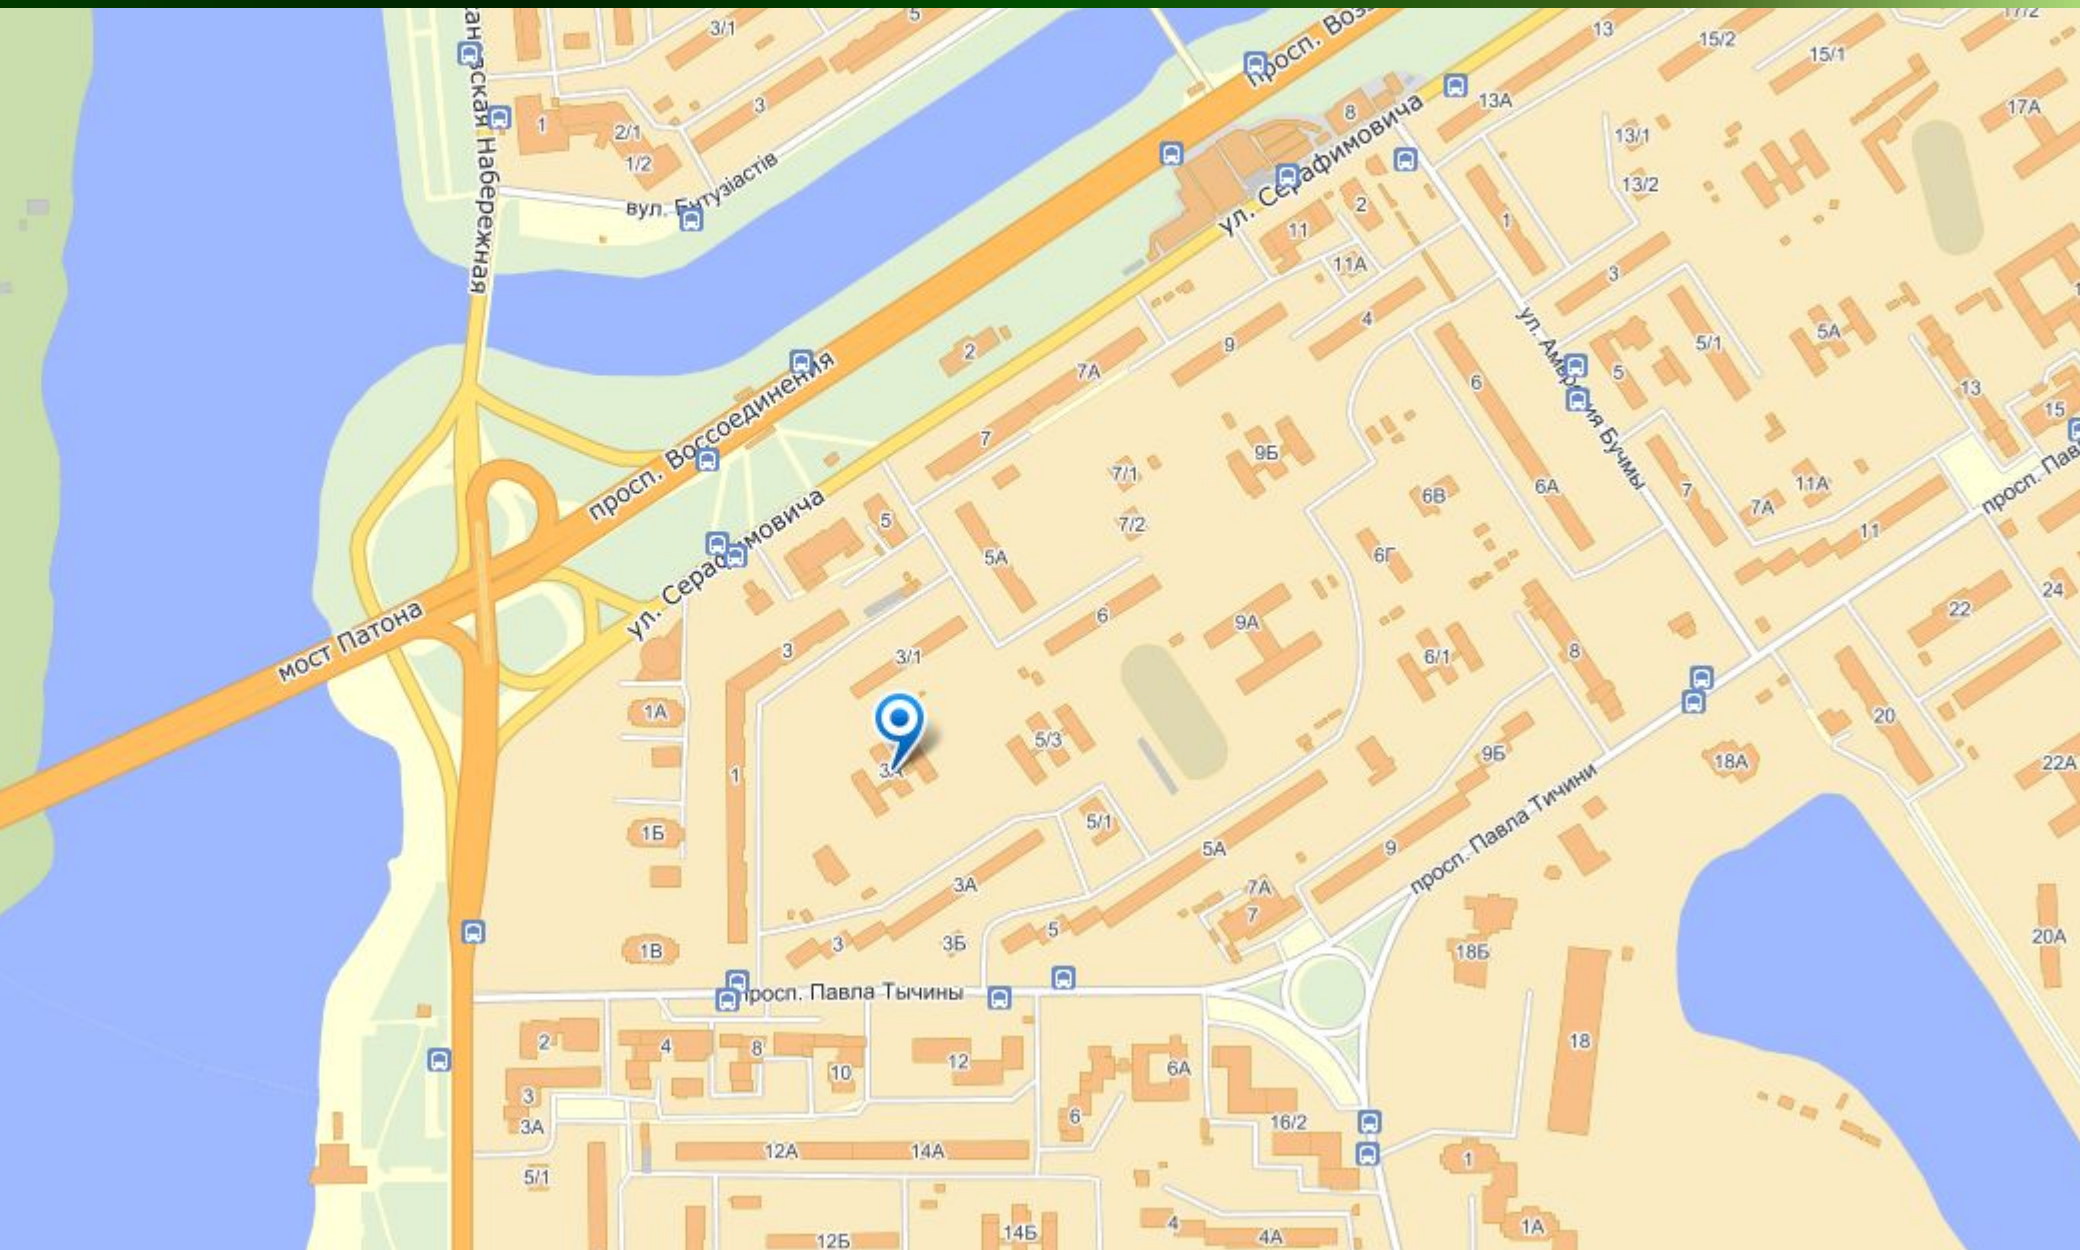 3/1
5
13
15/2
15/1
17/2
17А
просп. Воз
3
1
2/1
1/2
8
13А
13/1
13/2
вул. Ентузіастів
ул. Серафимовича
Набережная
11
2
1
11А
3
4
9
2
7А
просп. Воссоединения
ул. Амвросия Бучмы
5
5/1
5А
13
15
6
7
9Б
7/1
6В
6А
7
11А
7А
11
просп. Пав
7/2
5
5А
6Г
24
22
ул. Серафимовича
мост Патона
3
3/1
6
9А
6/1
8
1А
5/3
20
1
3А
9Б
18А
22А
1Б
5/1
5А
9
просп. Павла Тичини
3А
7А
7
5
3
3Б
1В
18Б
20А
просп. Павла Тычины
2
4
8
10
12
6А
18
3
3А
6
16/2
12А
14А
5/1
1
12Б
14Б
4
4А
1А